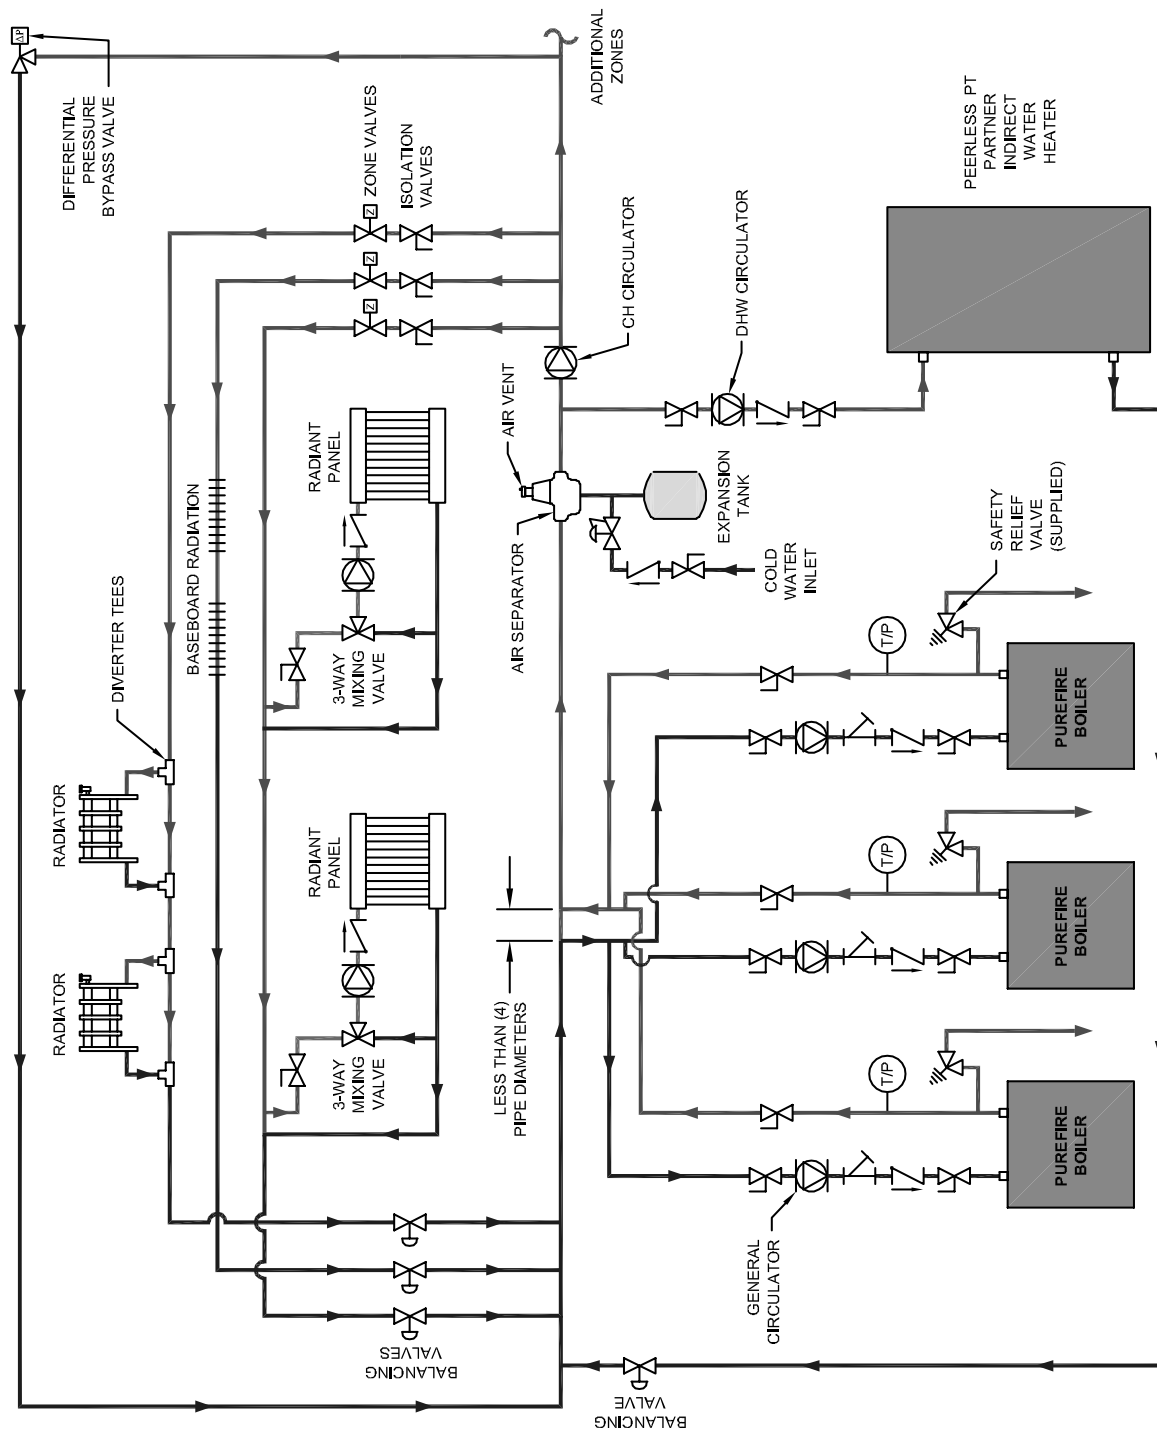 ΔP
DIFFERENTIAL
PRESSURE
BYPASS VALVE
ZONE VALVES
ISOLATION
VALVES
Z
Z
Z
ADDITIONAL
ZONES
PEERLESS PT
PARTNER
INDIRECT
WATER
HEATER
CH CIRCULATOR
DHW CIRCULATOR
AIR VENT
AIR SEPARATOR
EXPANSION
TANK
COLD
WATER
INLET
SAFETY
RELIEF
VALVE
(SUPPLIED)
BASEBOARD RADIATION
DIVERTER TEES
RADIANT
PANEL
3-WAY
MIXING
VALVE
RADIATOR
RADIANT
PANEL
3-WAY
MIXING
VALVE
RADIATOR
LESS THAN (4)
PIPE DIAMETERS
T/P
PUREFIRE
BOILER
T/P
PUREFIRE
BOILER
T/P
PUREFIRE
BOILER
GENERAL
CIRCULATOR
BALANCING
VALVES
BALANCING
VALVE